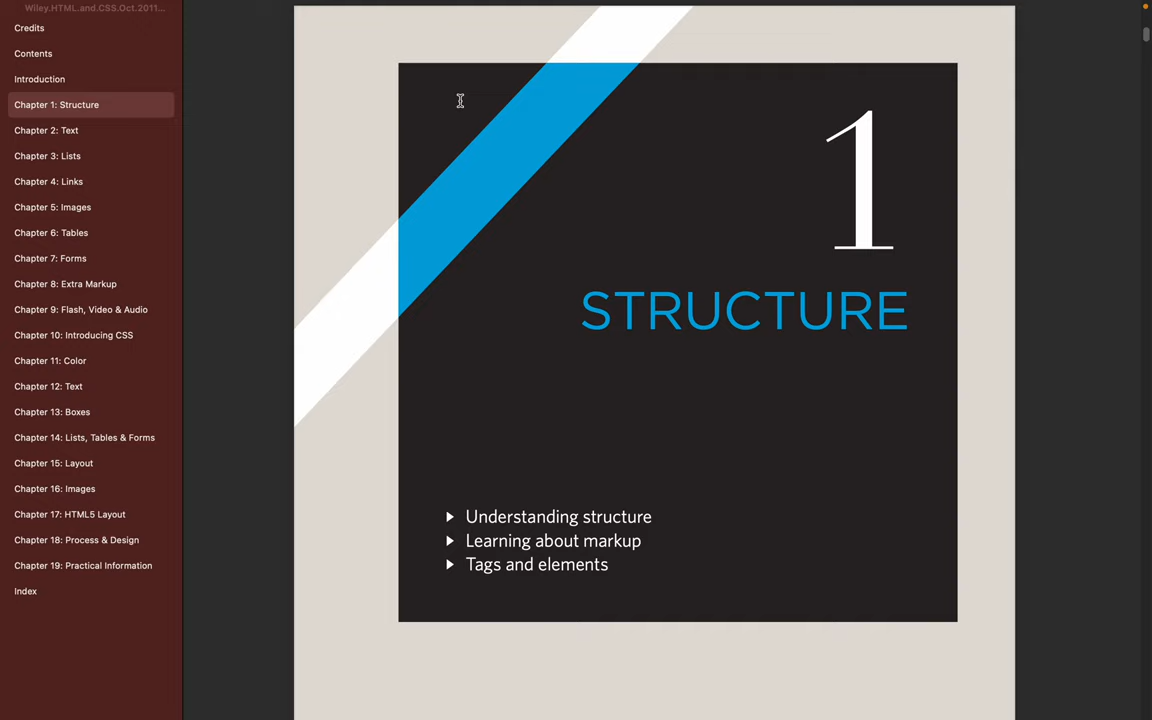 Wiley.HTML.and.CSS.Oct.2011...
Credits
Contents
Introduction
Chapter 1: Structure
Chapter 2: Text
Chapter 3: Lists
Chapter 4: Links
Chapter 5: Images
Chapter 6: Tables
Chapter 7: Forms
Chapter 8: Extra Markup
Chapter 9: Flash, Video & Audio
Chapter 10: Introducing CSS
Chapter 11: Color
Chapter 12: Text
Chapter 13: Boxes
Chapter 14: Lists, Tables & Forms
Chapter 15: Layout
Chapter 16: Images
Chapter 17: HTML5 Layout
Chapter 18: Process & Design
Chapter 19: Practical Information
Index
1
STRUCTURE
Understanding structure
Learning about markup
Tags and elements